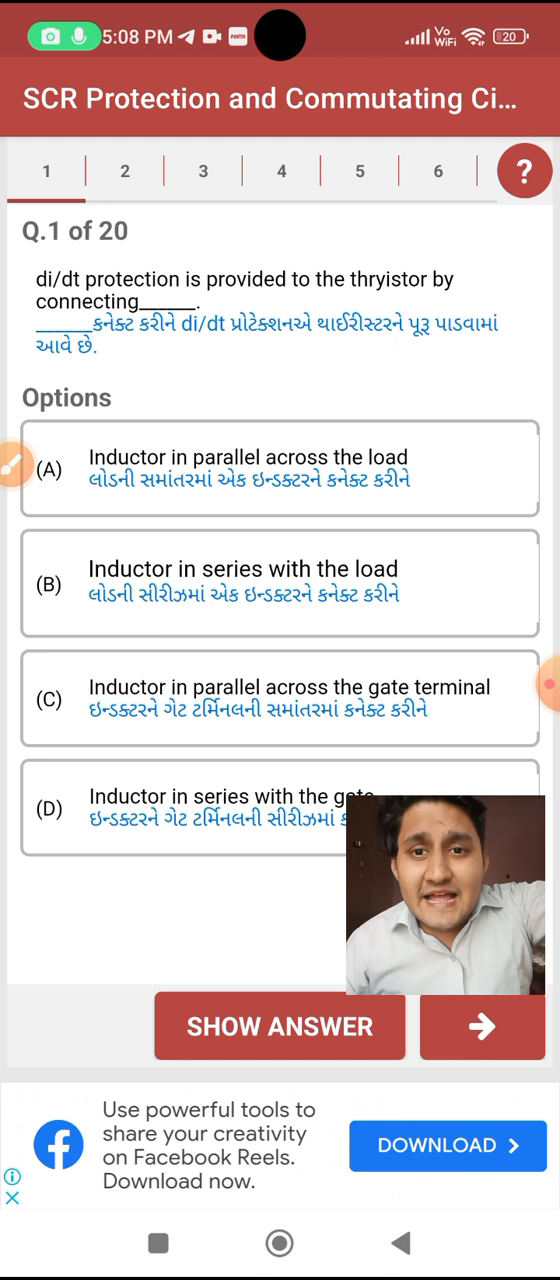 5:08 PM
Vo
WiFi
20
SCR Protection and Commutating Ci...
1 2 3 4 5 6 ?
Q.1 of 20
di/dt protection is provided to the thryistor by
connecting______.
______કનેક્ટ કરીને di/dt પ્રોટેક્શનએ થાઈરીસ્ટરને પૂરૂ પાડવામાં
આવે છે.
Options
(A)
Inductor in parallel across the load
લોડની સમાંતરમાં એક ઇન્ડક્ટરને કનેક્ટ કરીને
(B)
Inductor in series with the load
લોડની સીરીઝમાં એક ઇન્ડક્ટરને કનેક્ટ કરીને
(C)
Inductor in parallel across the gate terminal
ઇન્ડક્ટરને ગેટ ટર્મિનલની સમાંતરમાં કનેક્ટ કરીને
(D)
Inductor in series with the gate
ઇન્ડક્ટરને ગેટ ટર્મિનલની સીરીઝમાં
SHOW ANSWER
Use powerful tools to
share your creativity
on Facebook Reels.
Download now.
DOWNLOAD